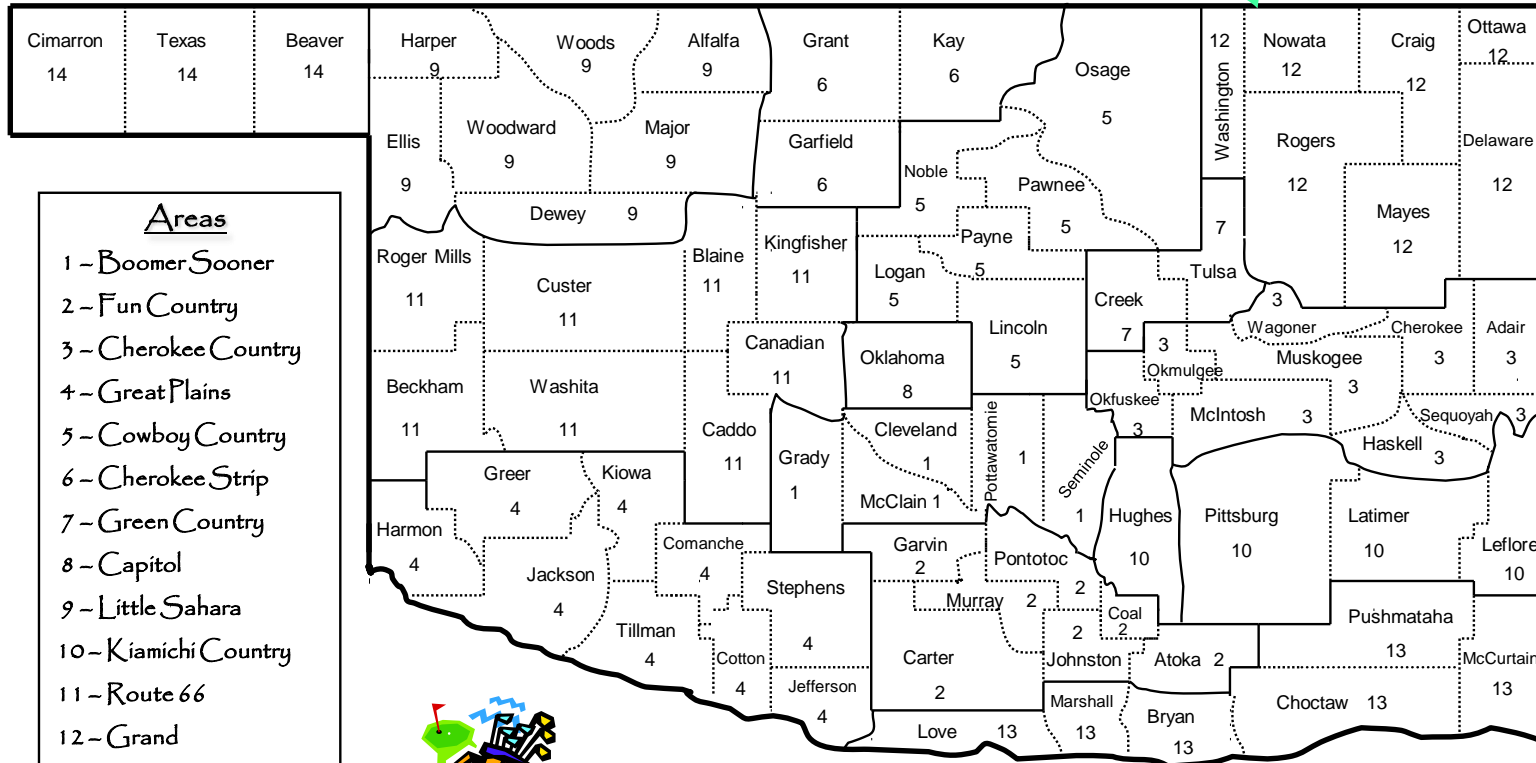 Cimarron
14
Texas
14
Beaver
14
Harper
9
Woods
9
Alfalfa
9
Grant
6
Kay
6
Osage
5
12
Washington
Nowata
12
Craig
12
Ottawa
12
Ellis
9
Woodward
9
Major
9
Garfield
6
Noble
5
Pawnee
5
Rogers
12
Mayes
12
Delaware
12
Dewey 9
Roger Mills
11
Custer
11
Blaine
11
Kingfisher
11
Logan
5
Payne
5
Lincoln
5
Creek
7
7
Tulsa
3
Wagoner
Cherokee
3
Adair
3
Beckham
11
Washita
11
Canadian
11
Oklahoma
8
3
Okmulgee
Muskogee
3
Okfuskee
3
McIntosh 3
Sequoyah 3
Haskell
3
Caddo
11
Grady
1
Cleveland
1
McClain 1
Pottawatomie
1
Seminole
1
Hughes
10
Pittsburg
10
Latimer
10
Leflore
10
Greer
4
Kiowa
4
Harmon
4
Jackson
4
Comanche
4
Stephens
4
Tillman
4
Cotton
4
Jefferson
4
Garvin
2
Pontotoc
2
Murray 2
Coal
2
2
Johnston
Atoka 2
Carter
2
Love 13
Marshall
13
Bryan
13
Choctaw 13
Pushmataha
13
McCurtain
13
Areas
1 – Boomer Sooner
2 – Fun Country
3 – Cherokee Country
4 – Great Plains
5 – Cowboy Country
6 – Cherokee Strip
7 – Green Country
8 – Capitol
9 – Little Sahara
10 – Kiamichi Country
11 – Route 66
12 – Grand